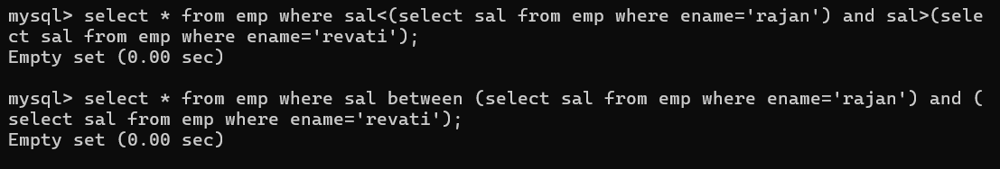 mysql> select * from emp where sal<(select sal from emp where ename='rajan') and sal>(sele
ct sal from emp where ename='revati');
Empty set (0.00 sec)
mysql> select * from emp where sal between (select sal from emp where ename='rajan') and (
select sal from emp where ename='revati');
Empty set (0.00 sec)